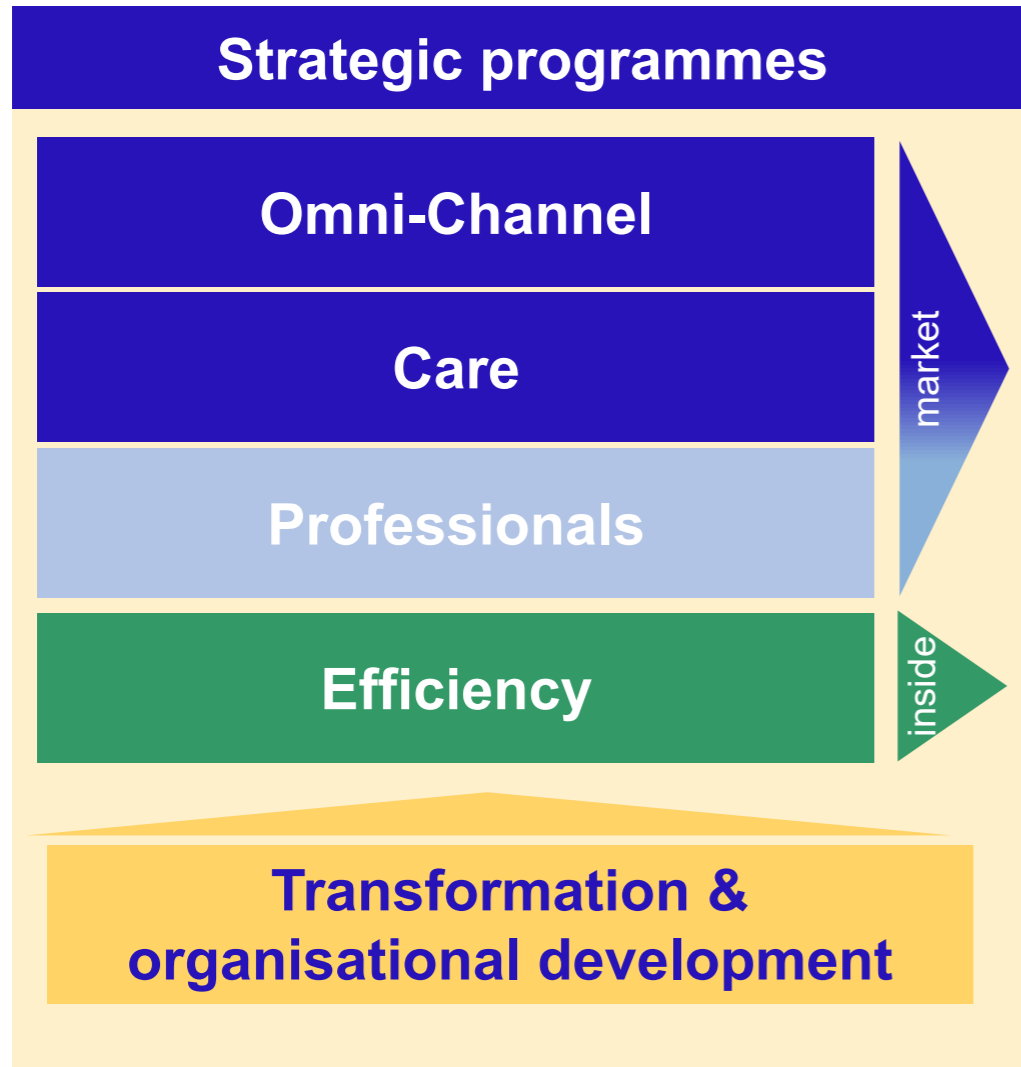 Strategic programmes
Omni-Channel
Care
market
Professionals
Efficiency
inside
Transformation &
organisational development